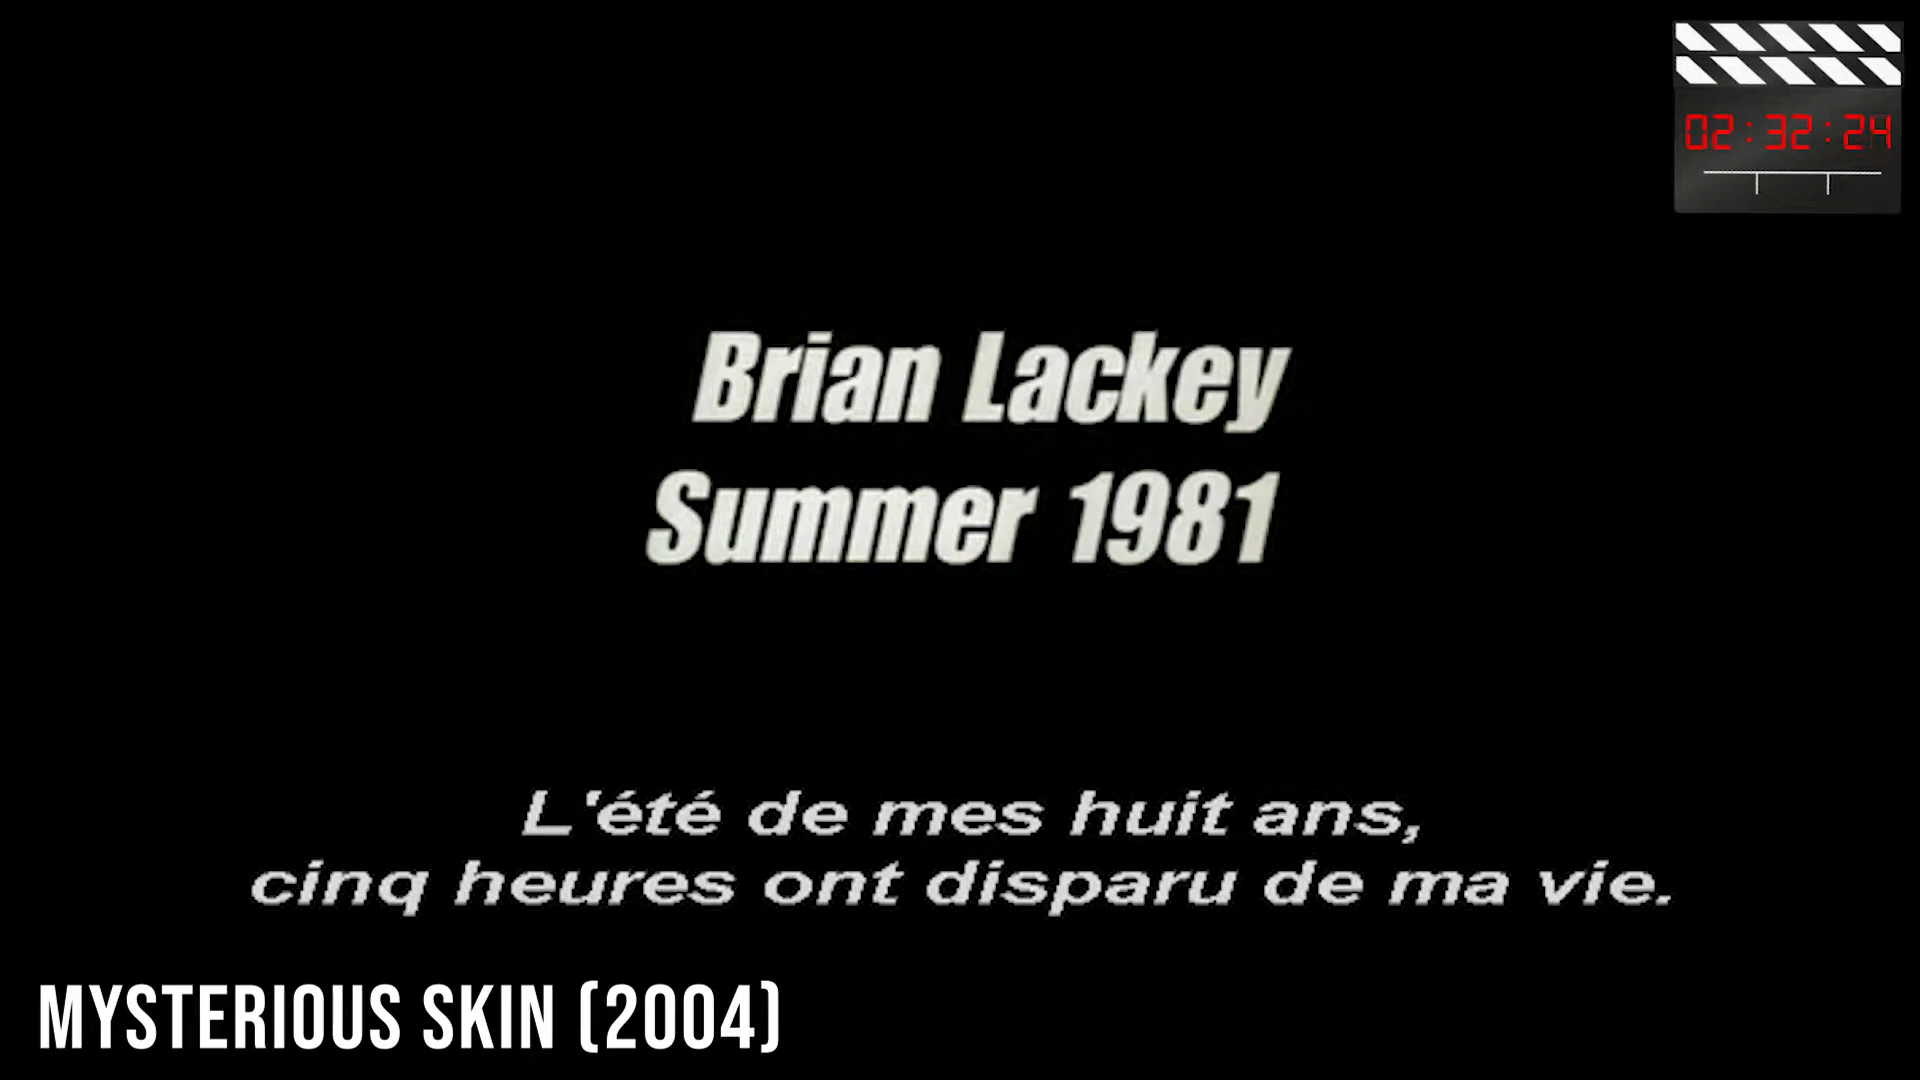 02:32:24
Brian Lackey
Summer 1981
L'été de mes huit ans,
cinq heures ont disparu de ma vie.
MYSTERIOUS SKIN (2004)